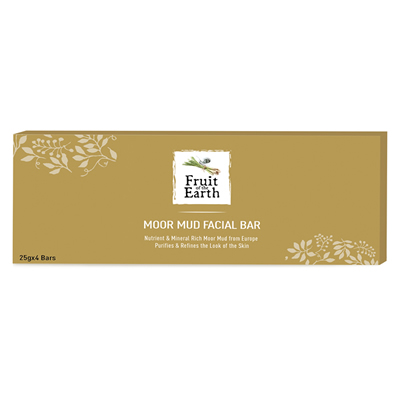 Fruit
of the
Earth
MOOR MUD FACIAL BAR
Nutrient & Mineral Rich Moor Mud from Europe
Purifies & Refines the Look of the Skin
25gx4 Bars